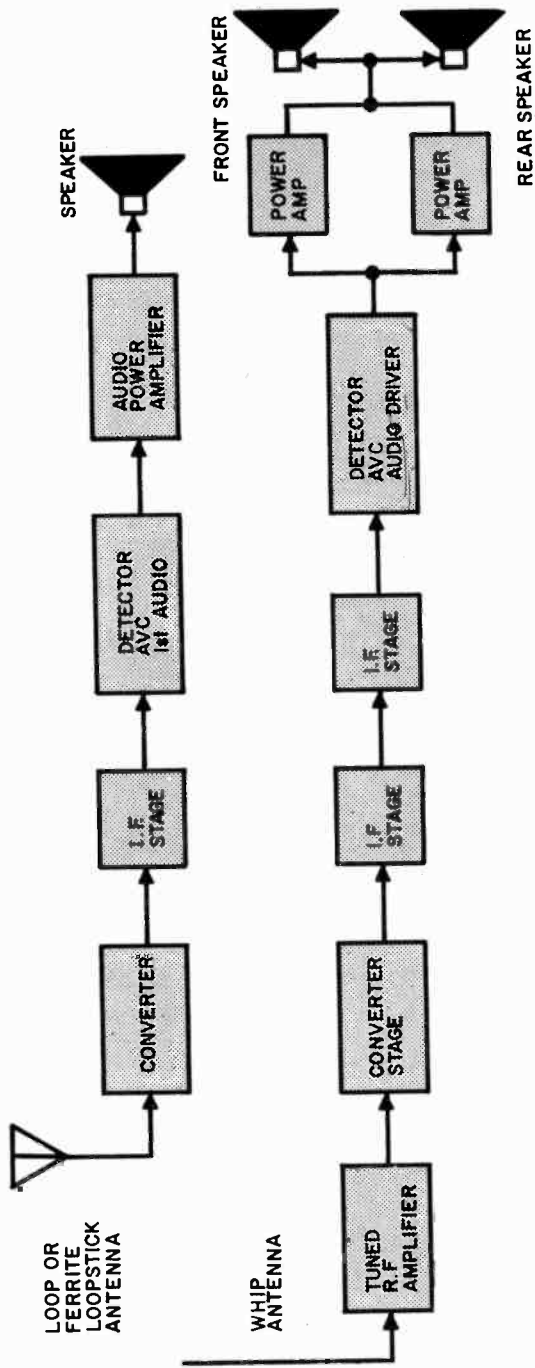 LOOP OR
FERRITE
LOOPSTICK
ANTENNA
CONVERTER
I.F.
STAGE
DETECTOR
AVC
1st AUDIO
AUDIO
POWER
AMPLIFIER
SPEAKER
WHIP
ANTENNA
TUNED
R.F
AMPLIFIER
CONVERTER
STAGE
I.F
STAGE
I.F.
STAGE
DETECTOR
AVC
AUDIO DRIVER
POWER
AMP
POWER
AMP
FRONT SPEAKER
REAR SPEAKER